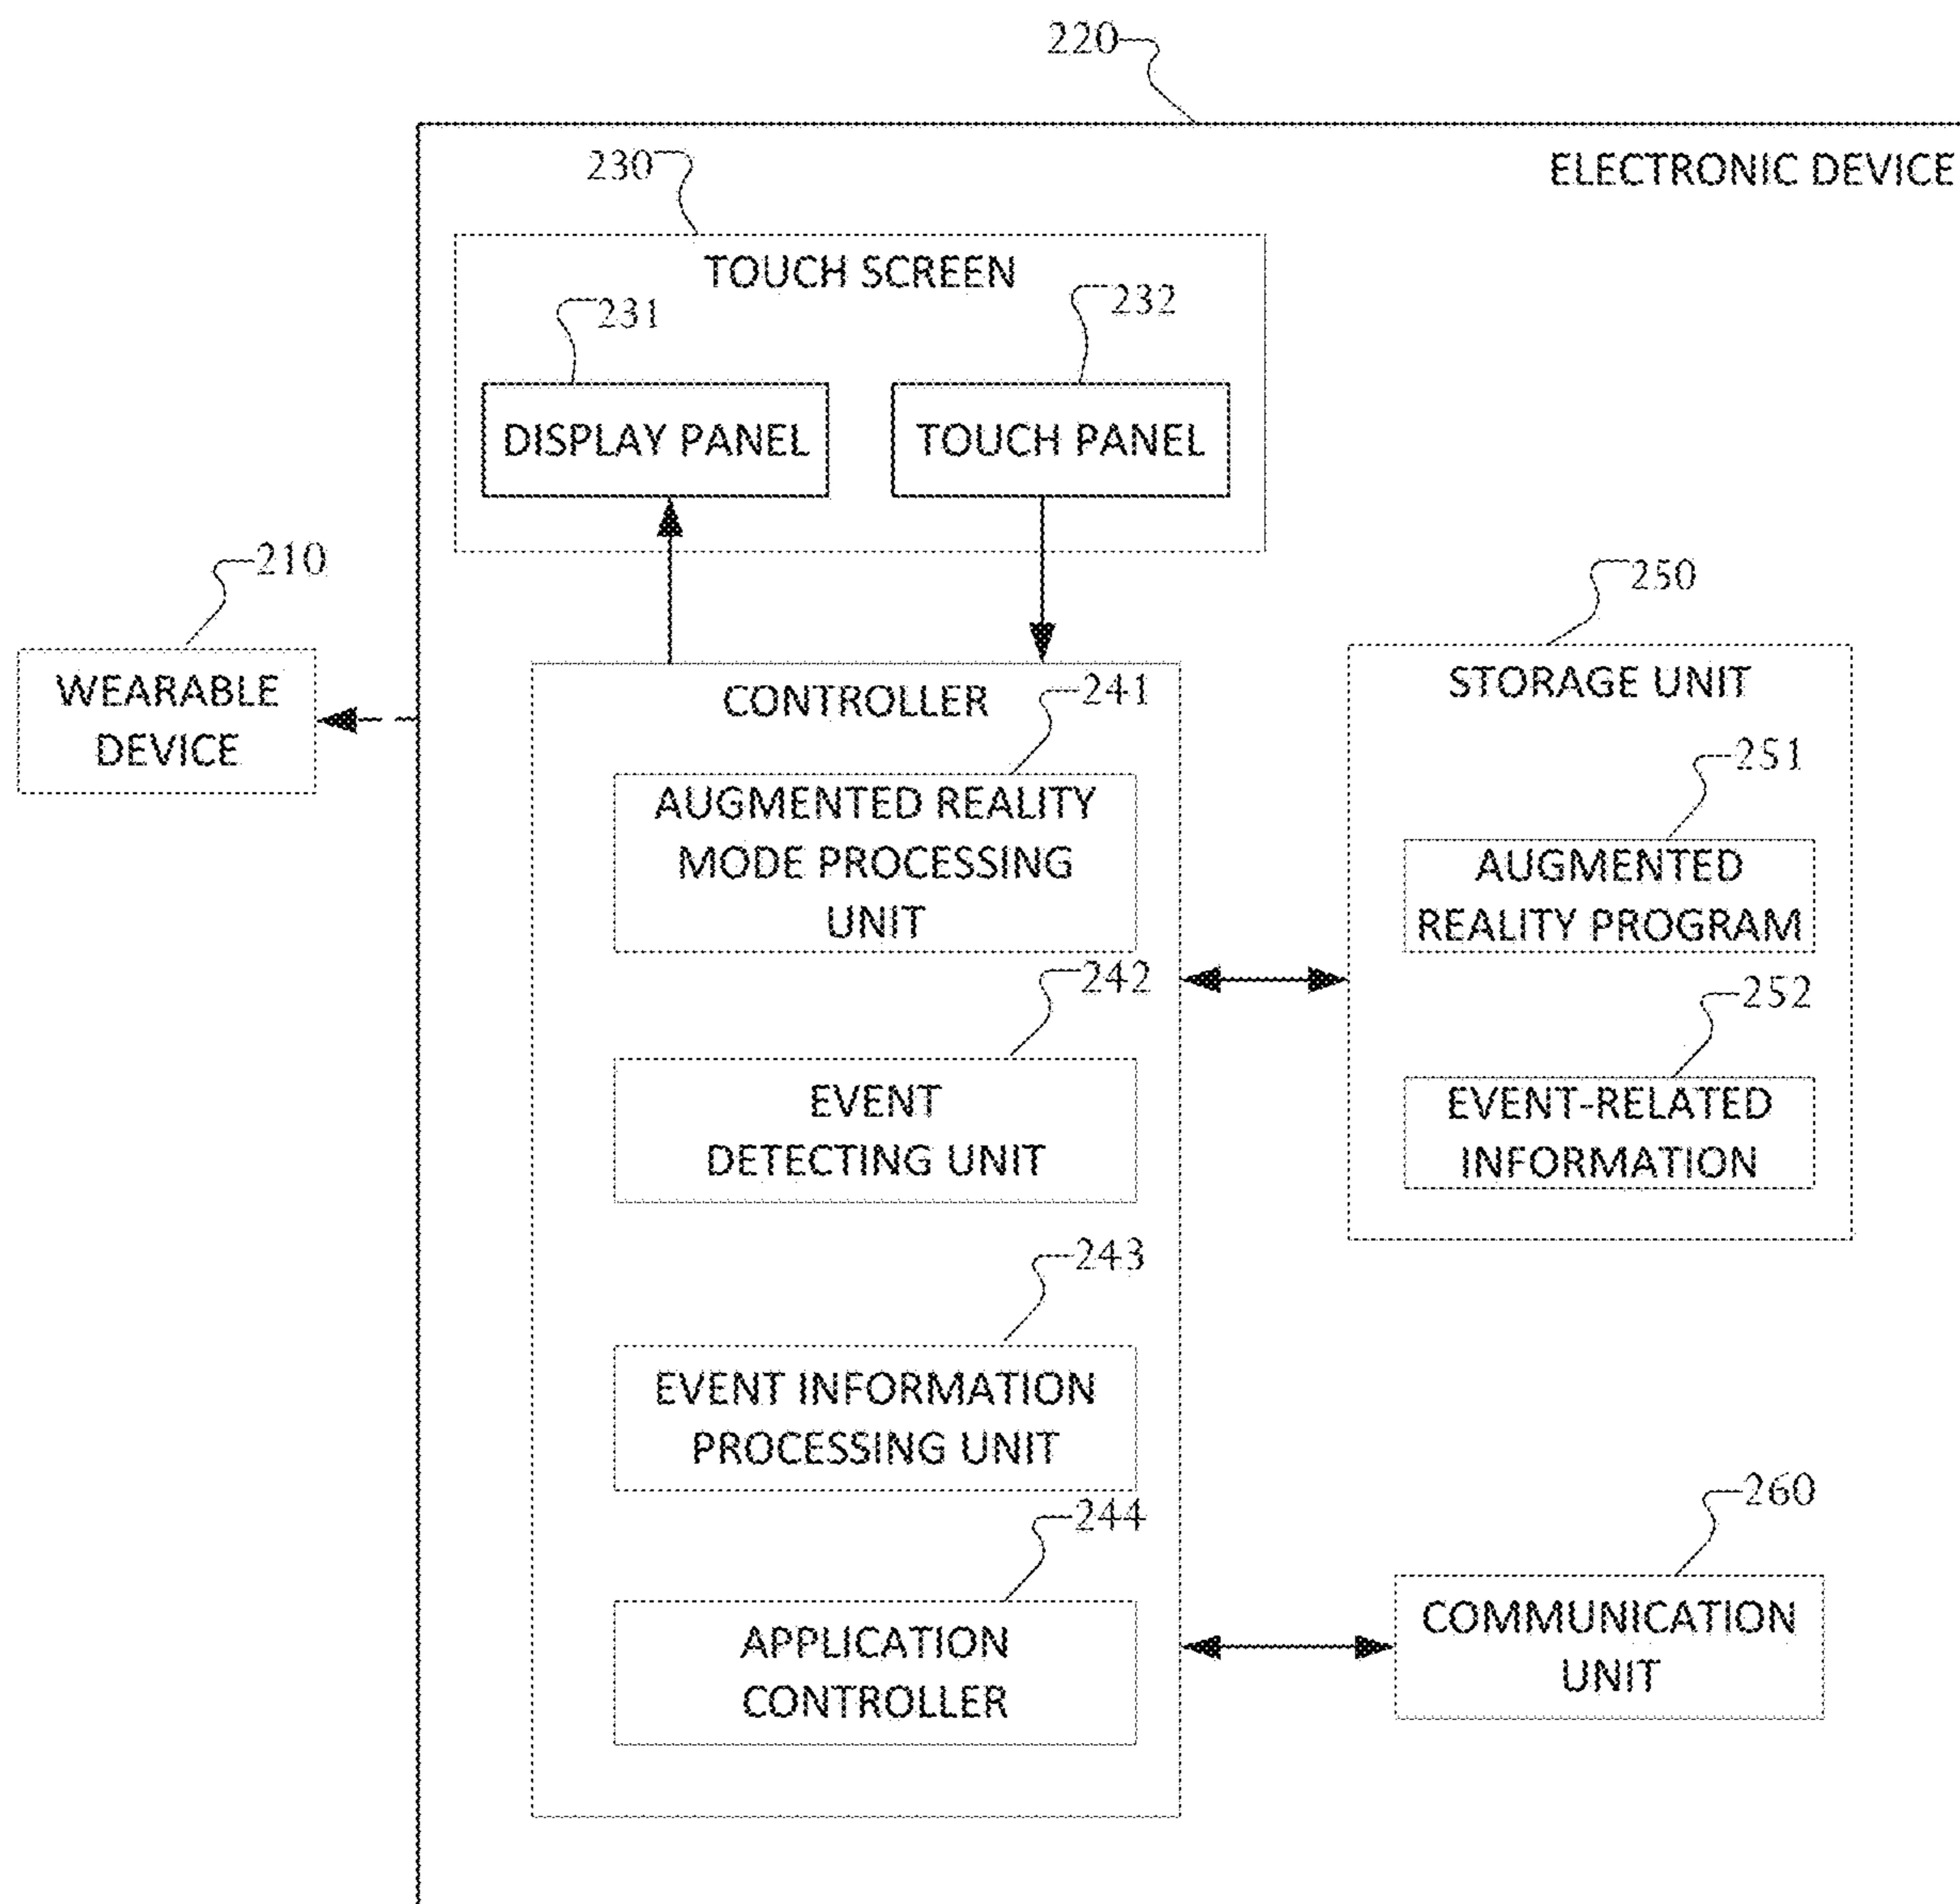 220
ELECTRONIC DEVICE
230
TOUCH SCREEN
231
232
DISPLAY PANEL
TOUCH PANEL
210
WEARABLE
DEVICE
250
STORAGE UNIT
CONTROLLER
241
AUGMENTED REALITY
MODE PROCESSING
UNIT
251
AUGMENTED
REALITY PROGRAM
242
EVENT
DETECTING UNIT
252
EVENT-RELATED
INFORMATION
243
EVENT INFORMATION
PROCESSING UNIT
244
APPLICATION
CONTROLLER
260
COMMUNICATION
UNIT